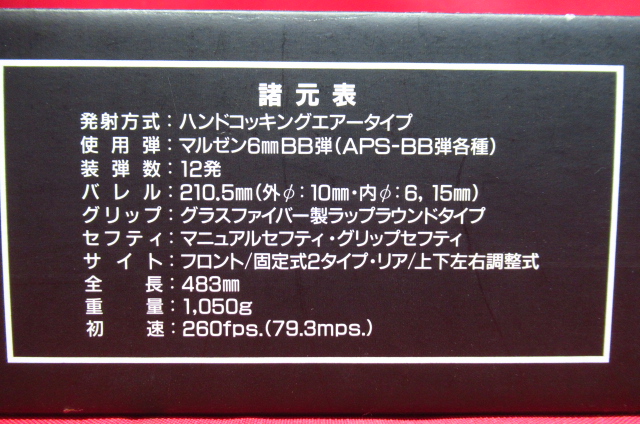 諸元表
発射方式：ハンドコッキングエアータイプ
使用弾：マルゼン6㎜BB弾(APS-BB弾各種)
装弾数：12発
バレル：210.5㎜(外φ：10㎜・内φ：6,15㎜)
グリップ：グラスファイバー製ラップラウンドタイプ
セフティ：マニュアルセフティ・グリップセフティ
サイト：フロント/固定式2タイプ・リア/上下左右調整式
全長：483㎜
重量：1,050g
初速：260fps.(79.3mps.)